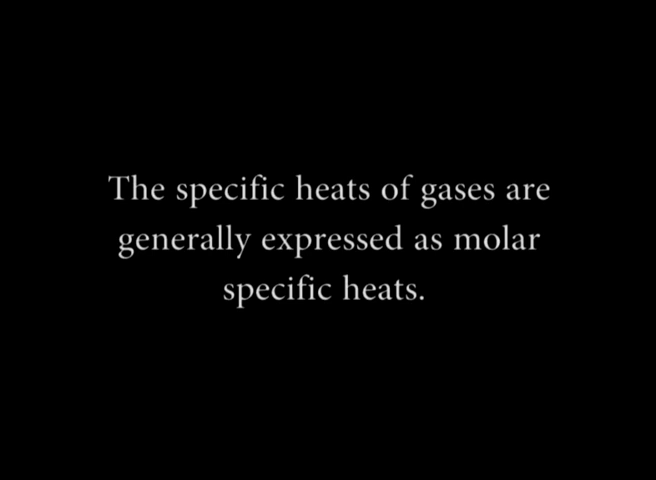 The specific heats of gases are
generally expressed as molar
specific heats.